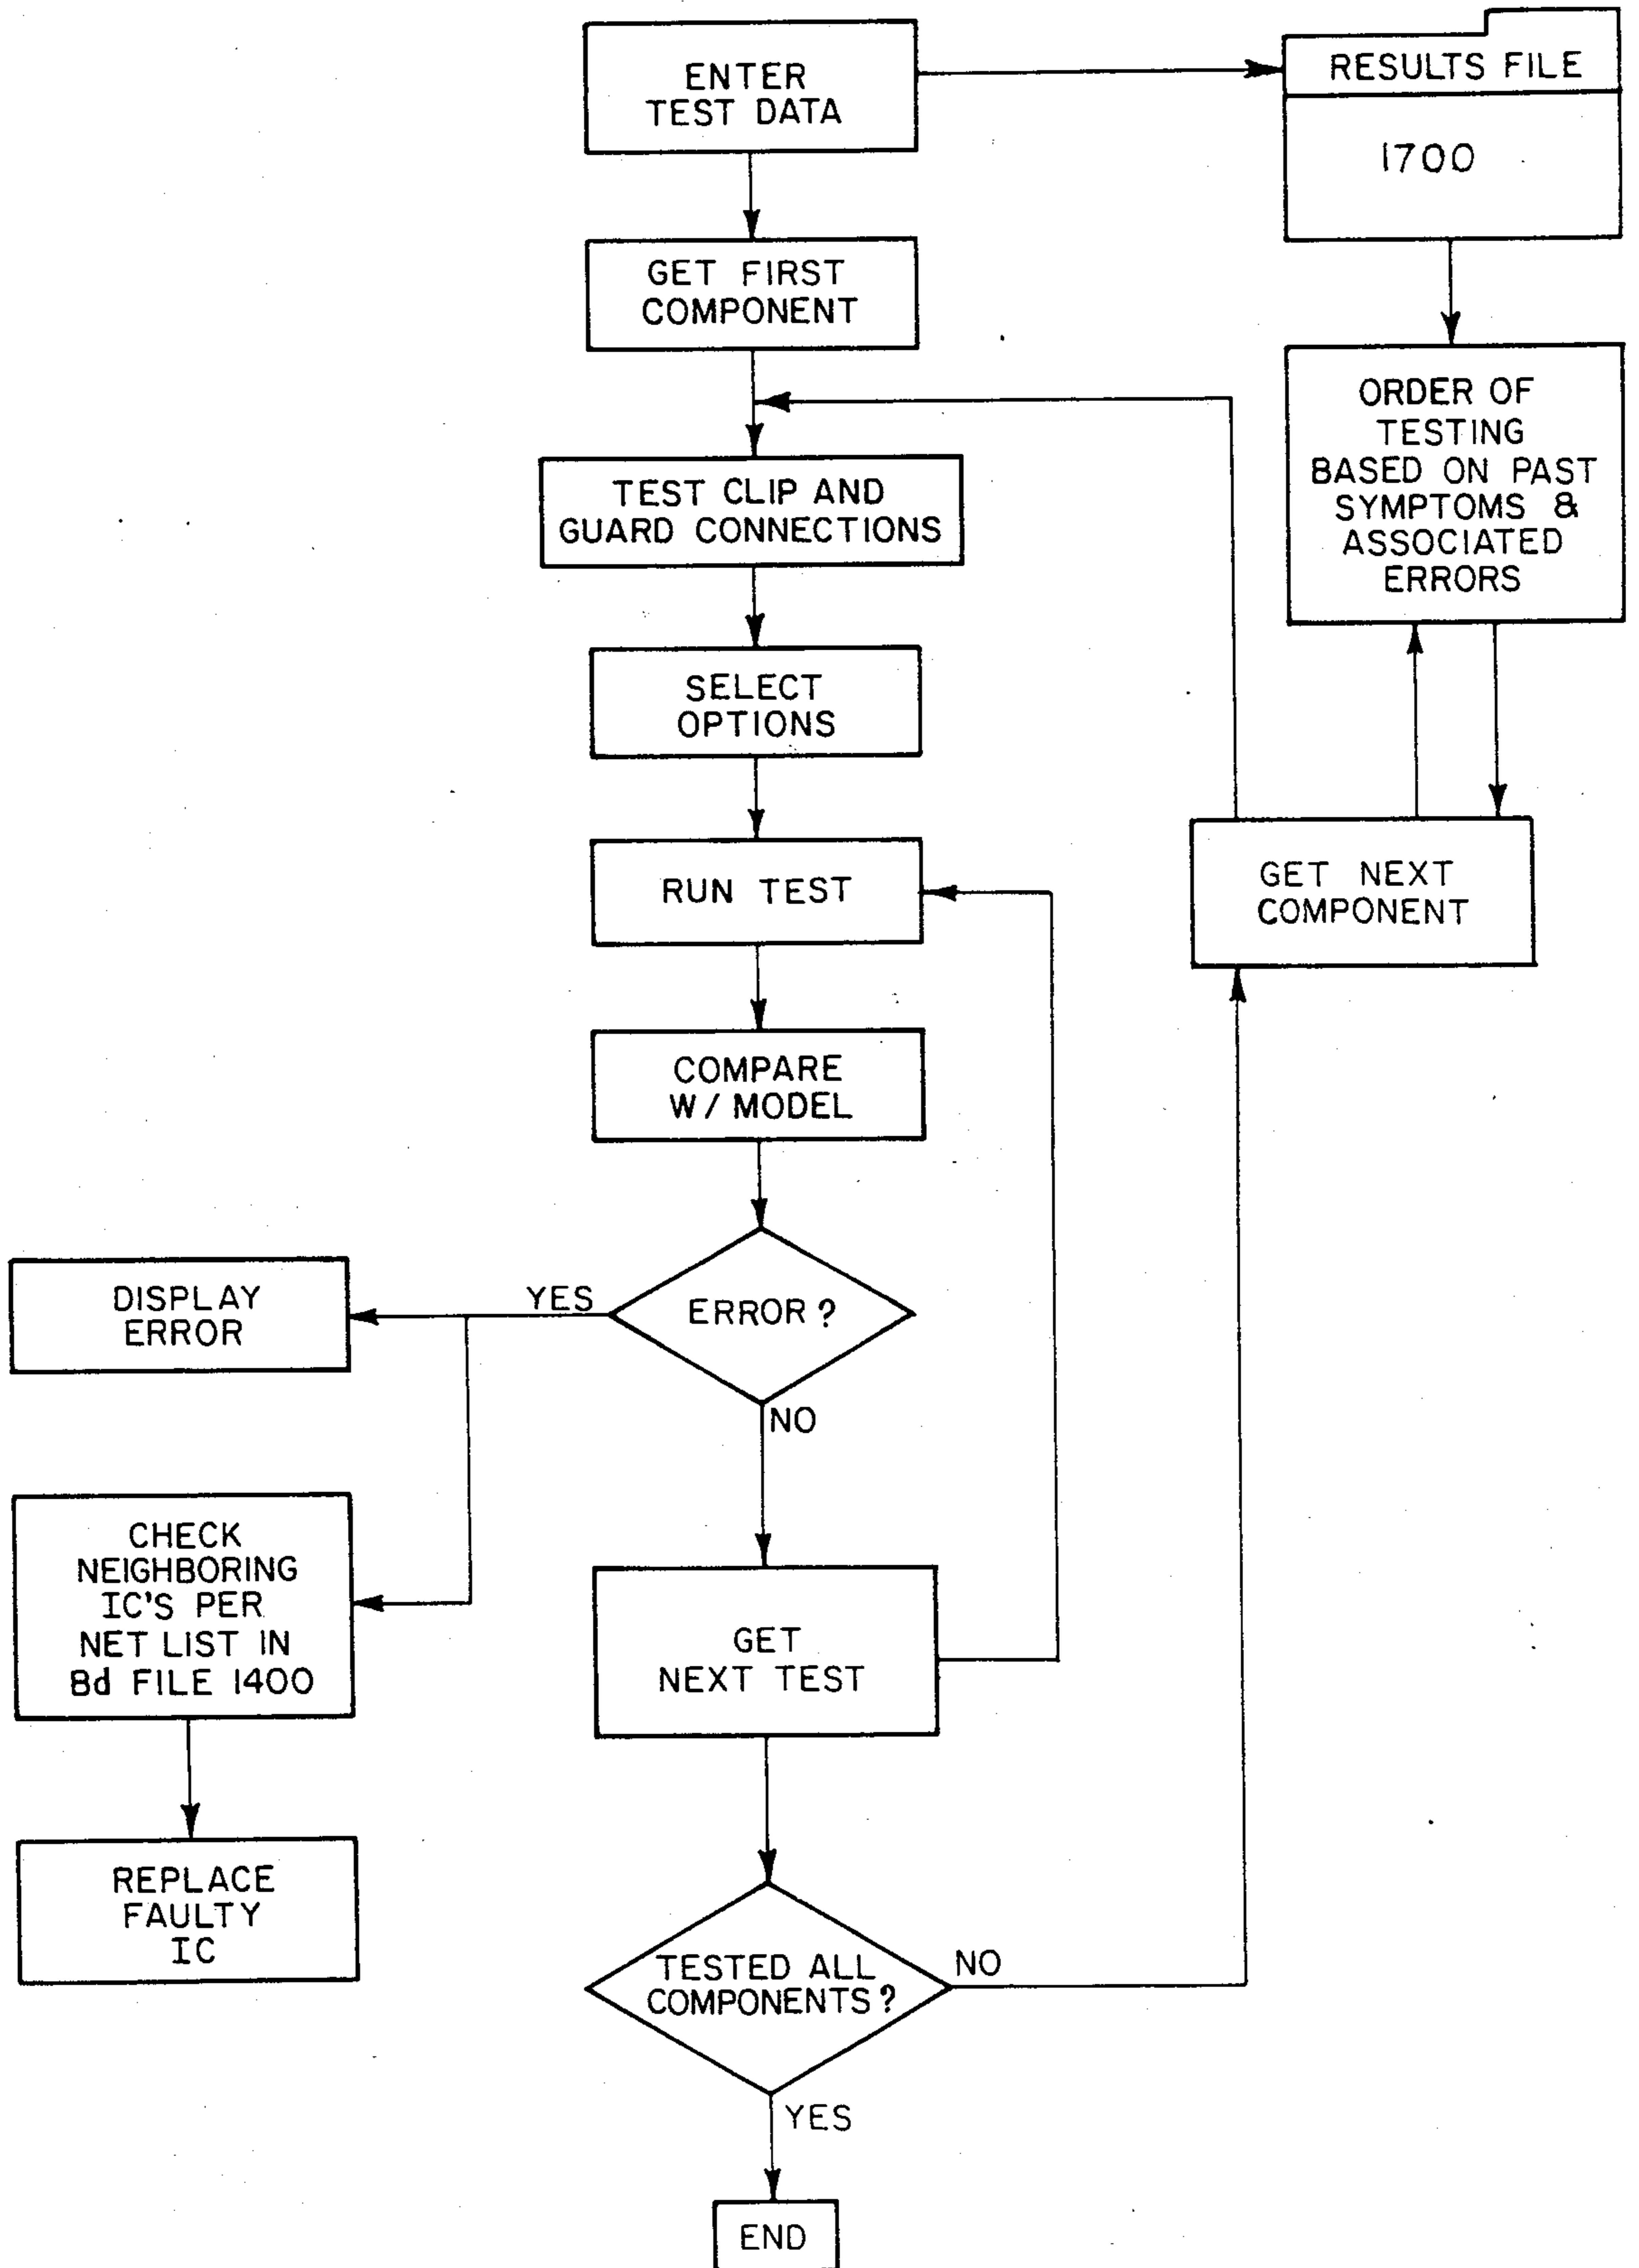 ENTER
TEST DATA
RESULTS FILE
1700
GET FIRST
COMPONENT
ORDER OF
TESTING
BASED ON PAST
SYMPTOMS &
ASSOCIATED
ERRORS
TEST CLIP AND
GUARD CONNECTIONS
SELECT
OPTIONS
RUN TEST
GET NEXT
COMPONENT
COMPARE
W/ MODEL
ERROR?
YES
NO
DISPLAY
ERROR
CHECK
NEIGHBORING
IC'S PER
NET LIST IN
Bd FILE 1400
GET
NEXT TEST
REPLACE
FAULTY
IC
TESTED ALL
COMPONENTS?
NO
YES
END